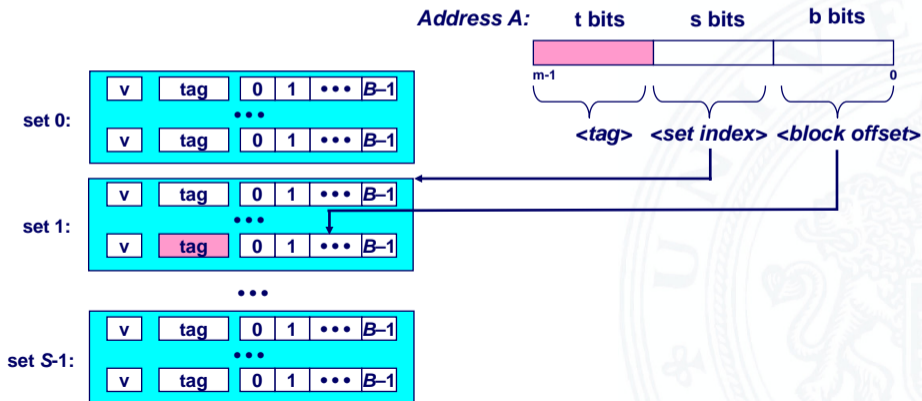 Address A: t bits s bits b bits
m-1 0
<tag> <set index> <block offset>
set 0:
v tag 0 1 ••• B–1
•••
v tag 0 1 ••• B–1
set 1:
v tag 0 1 ••• B–1
•••
v tag 0 1 ••• B–1
•••
set S-1:
v tag 0 1 ••• B–1
•••
v tag 0 1 ••• B–1
U N I V E